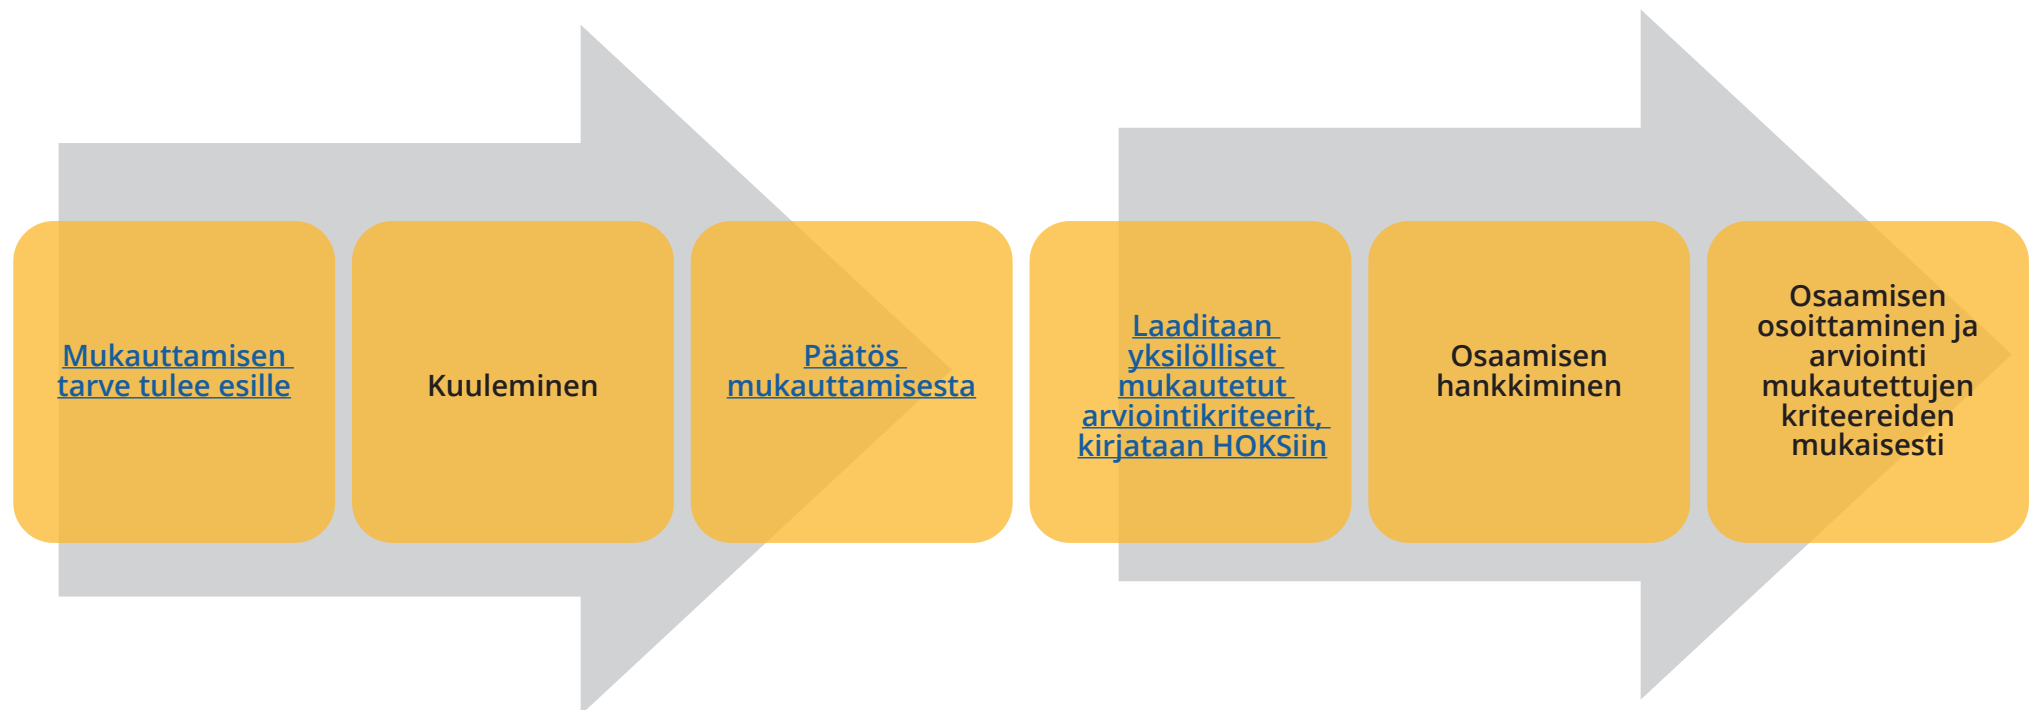 Mukauttamisen
tarve tulee esille
Kuuleminen
Päätös
mukauttamisesta
Laaditaan
yksilölliset
mukautetut
arviointikriteerit,
kirjataan HOKSiin
Osaamisen
hankkiminen
Osaamisen
osoittaminen ja
arviointi
mukautettujen
kriteereiden
mukaisesti